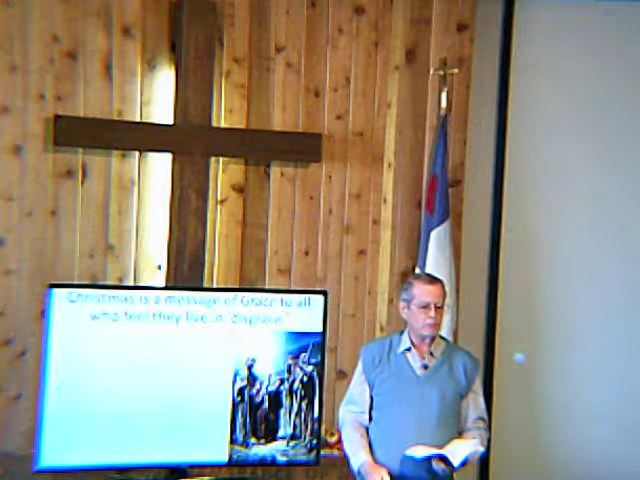 Christmas is a message of Grace to all
who feel they live in "disgrace"